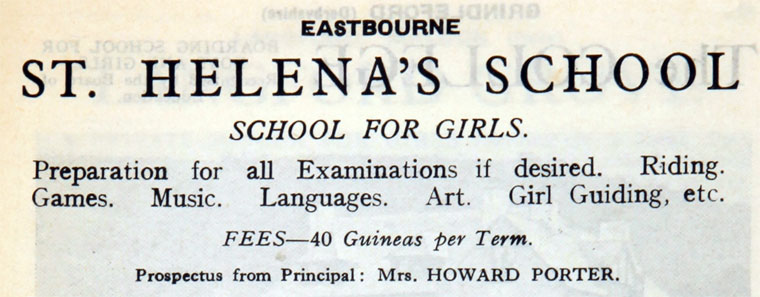 EASTBOURNE
ST. HELENA'S SCHOOL
SCHOOL FOR GIRLS.
Preparation for all Examinations if desired. Riding.
Games. Music. Languages. Art. Girl Guiding, etc.
FEES—40 Guineas per Term.
Prospectus from Principal: Mrs. HOWARD PORTER.